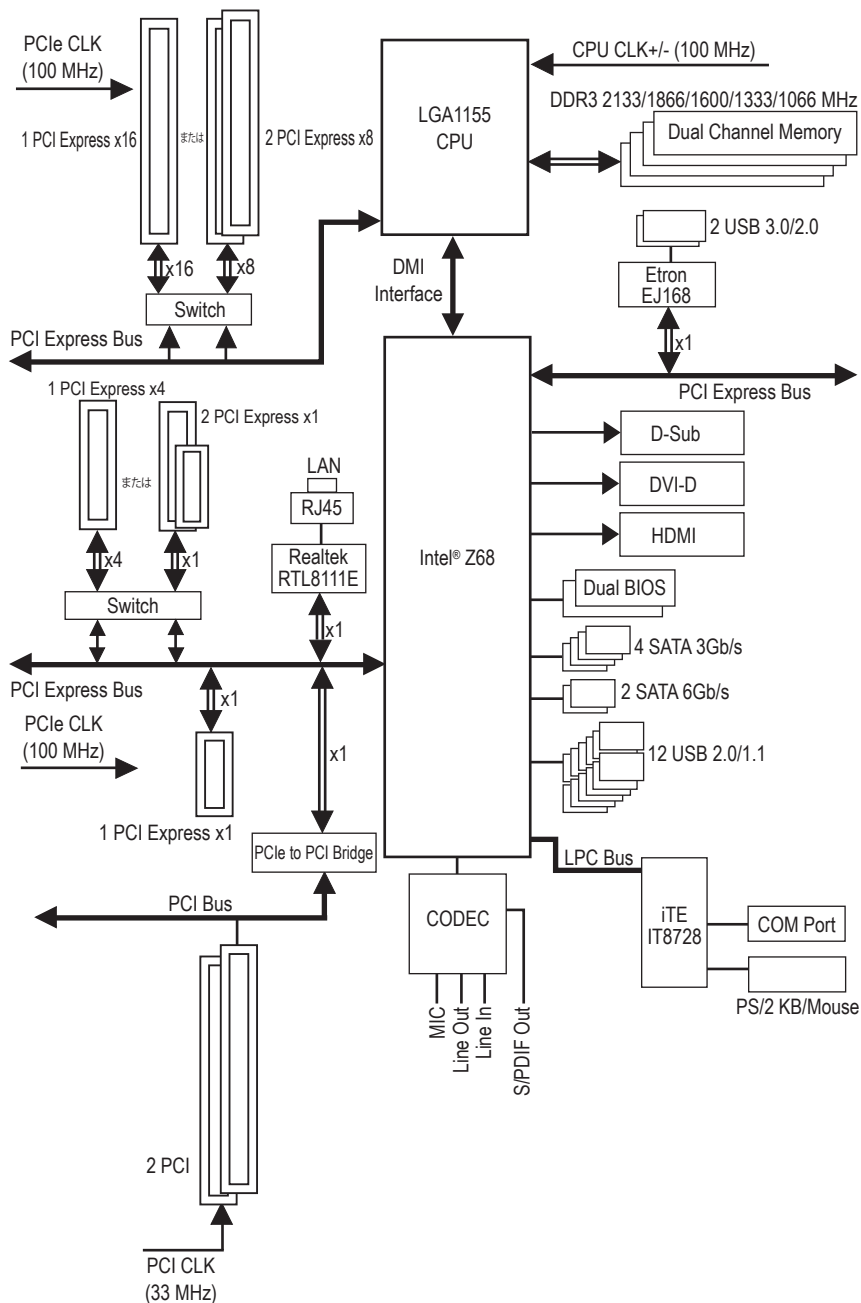 PCIe CLK
(100 MHz)
1 PCI Express x16
または
2 PCI Express x8
x16
x8
Switch
PCI Express Bus
LGA1155
CPU
CPU CLK+/- (100 MHz)
DDR3 2133/1866/1600/1333/1066 MHz
Dual Channel Memory
DMI
Interface
2 USB 3.0/2.0
Etron
EJ168
x1
PCI Express Bus
1 PCI Express x4
または
2 PCI Express x1
x4
x1
Switch
LAN
RJ45
Realtek
RTL8111E
x1
PCI Express Bus
Intel® Z68
D-Sub
DVI-D
HDMI
Dual BIOS
4 SATA 3Gb/s
2 SATA 6Gb/s
12 USB 2.0/1.1
PCIe CLK
(100 MHz)
x1
1 PCI Express x1
x1
PCIe to PCI Bridge
PCI Bus
LPC Bus
iTE
IT8728
COM Port
PS/2 KB/Mouse
CODEC
MIC
Line Out
Line In
S/PDIF Out
2 PCI
PCI CLK
(33 MHz)